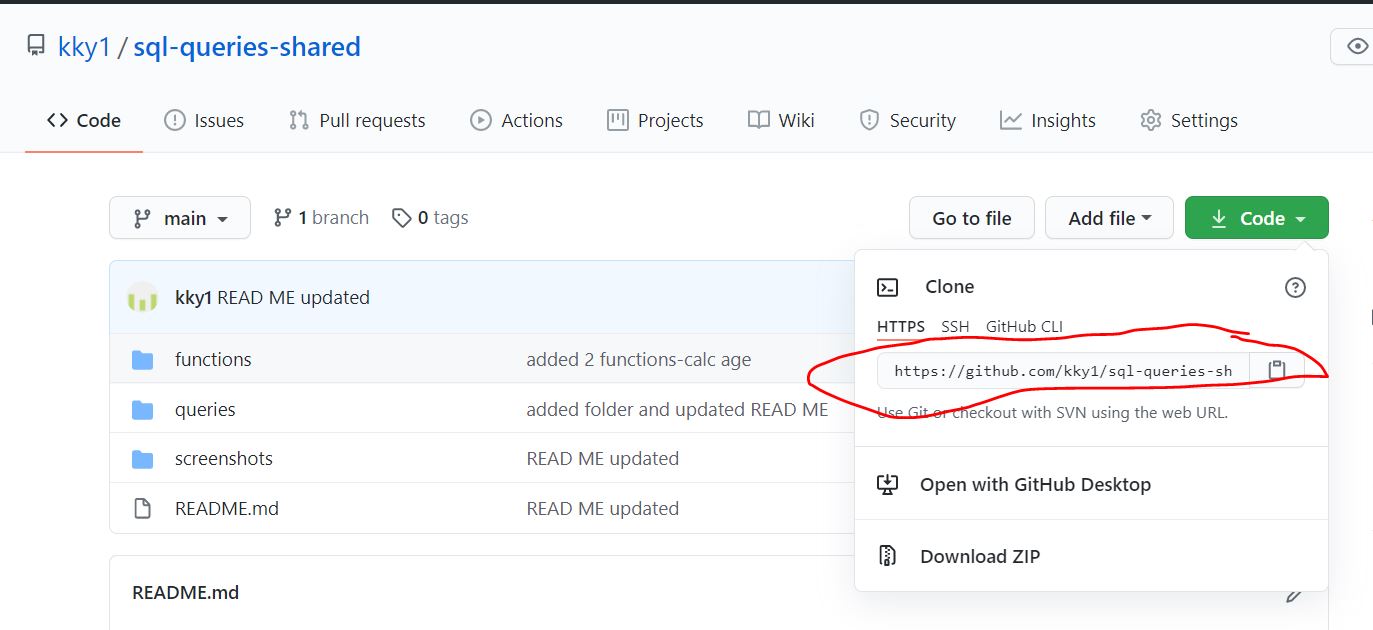 kky1 / sql-queries-shared
Code Issues Pull requests Actions Projects Wiki Security Insights Settings
main 1 branch 0 tags Go to file Add file Code
kky1 READ ME updated
functions added 2 functions-calc age
queries added folder and updated READ ME
screenshots READ ME updated
README.md READ ME updated
README.md
Clone
HTTPS SSH GitHub CLI
https://github.com/kky1/sql-queries-sh
Use Git or checkout with SVN using the web URL.
Open with GitHub Desktop
Download ZIP